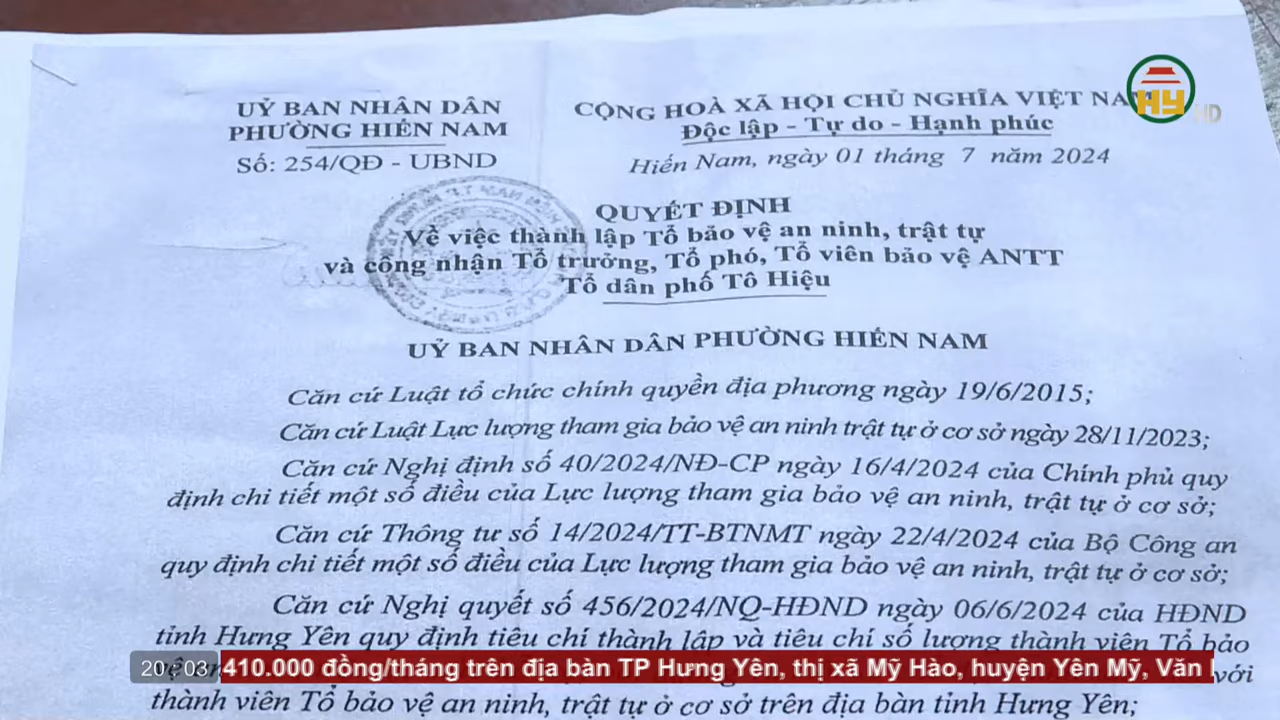 UỶ BAN NHÂN DÂN
PHƯỜNG HIẾN NAM
Số: 254/QĐ - UBND
CỘNG HOÀ XÃ HỘI CHỦ NGHĨA VIỆT NAM
Độc lập - Tự do - Hạnh phúc
Hiến Nam, ngày 01 tháng 7 năm 2024
HY HD
QUYẾT ĐỊNH
Về việc thành lập Tổ bảo vệ an ninh, trật tự
và công nhận Tổ trưởng, Tổ phó, Tổ viên bảo vệ ANTT
Tổ dân phố Tô Hiệu
UỶ BAN NHÂN DÂN PHƯỜNG HIẾN NAM
Căn cứ Luật tổ chức chính quyền địa phương ngày 19/6/2015;
Căn cứ Luật Lực lượng tham gia bảo vệ an ninh trật tự ở cơ sở ngày 28/11/2023;
Căn cứ Nghị định số 40/2024/NĐ-CP ngày 16/4/2024 của Chính phủ quy
định chi tiết một số điều của Lực lượng tham gia bảo vệ an ninh, trật tự ở cơ sở;
Căn cứ Thông tư số 14/2024/TT-BTNMT ngày 22/4/2024 của Bộ Công an
quy định chi tiết một số điều của Lực lượng tham gia bảo vệ an ninh, trật tự ở cơ sở;
Căn cứ Nghị quyết số 456/2024/NQ-HĐND ngày 06/6/2024 của HĐND
tỉnh Hưng Yên quy định tiêu chí thành lập và tiêu chí số lượng thành viên Tổ bảo
với
20 : 03 410.000 đồng/tháng trên địa bàn TP Hưng Yên, thị xã Mỹ Hào, huyện Yên Mỹ, Văn
thành viên Tổ bảo vệ an ninh, trật tự ở cơ sở trên địa bàn tỉnh Hưng Yên;